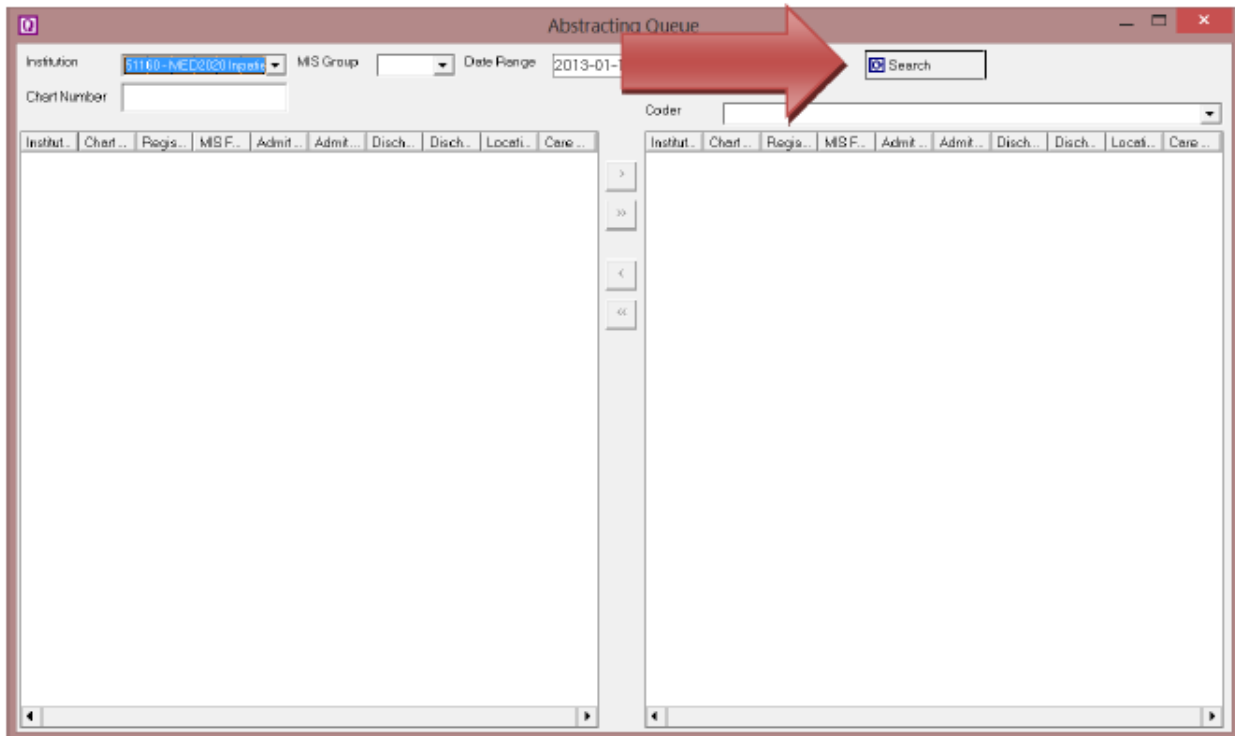 Abstracting Queue
Institution 51160 - MED2020 Inpatie MIS Group Date Range 2013-01-1 Search
Chart Number
Coder
Institut... Chart ... Regis... MIS F... Admit ... Admit... Disch... Disch... Locati... Care ...
Institut... Chart ... Regis... MIS F... Admit ... Admit... Disch... Disch... Locati... Care ...
>
>>
<
<<